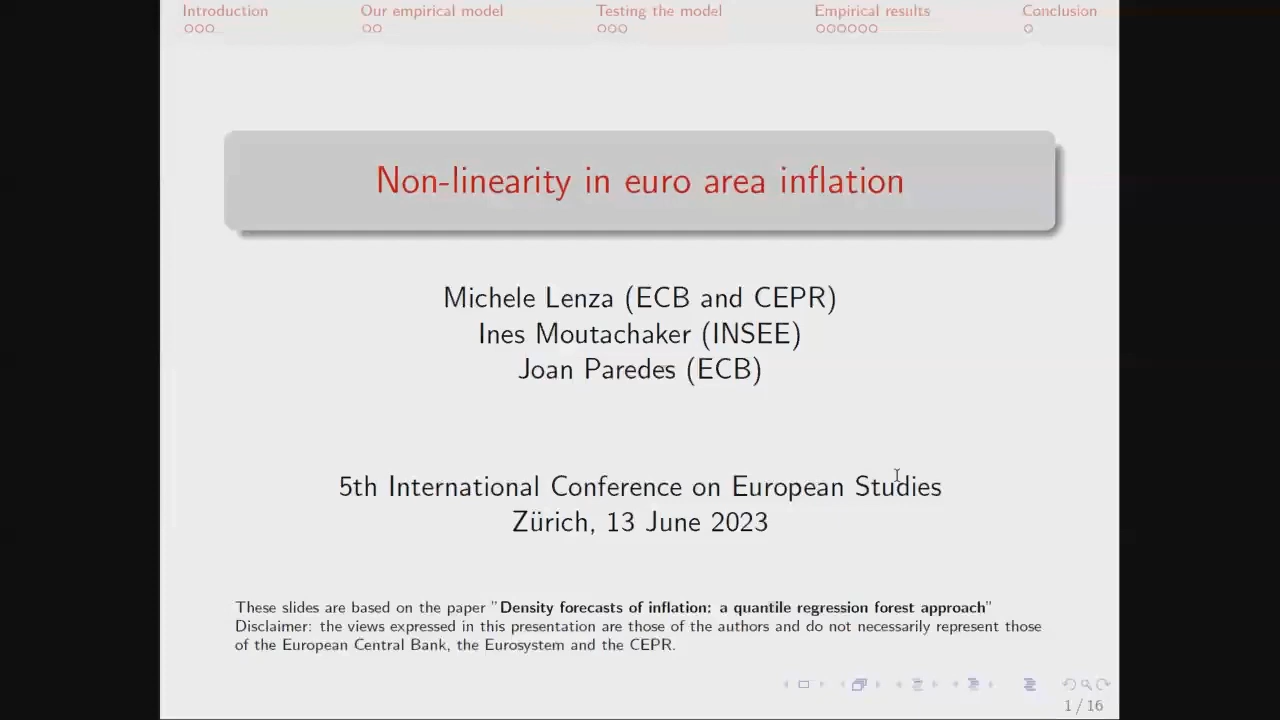 Introduction Our empirical model Testing the model Empirical results Conclusion
Non-linearity in euro area inflation
Michele Lenza (ECB and CEPR)
Ines Moutachaker (INSEE)
Joan Paredes (ECB)
5th International Conference on European Studies
Zürich, 13 June 2023
These slides are based on the paper "Density forecasts of inflation: a quantile regression forest approach"
Disclaimer: the views expressed in this presentation are those of the authors and do not necessarily represent those
of the European Central Bank, the Eurosystem and the CEPR.
1 / 16